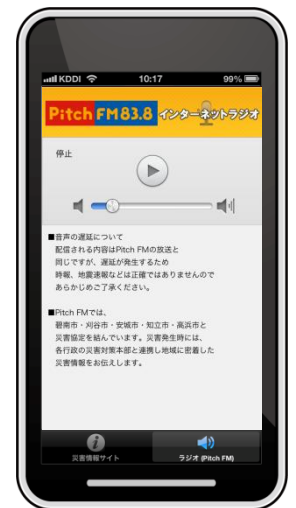 KDDI 10:17 99%
Pitch FM83.8 インターネットラジオ
停止
■音声の遅延について
配信される内容はPitch FMの放送と
同じですが、遅延が発生するため
時報、地震速報などは正確ではありませんので
あらかじめご了承ください。
■Pitch FMでは、
碧南市・刈谷市・安城市・知立市・高浜市と
災害協定を結んでいます。災害発生時には、
各行政の災害対策本部と連携し地域に密着した
災害情報をお伝えします。
災害情報サイト ラジオ (Pitch FM)